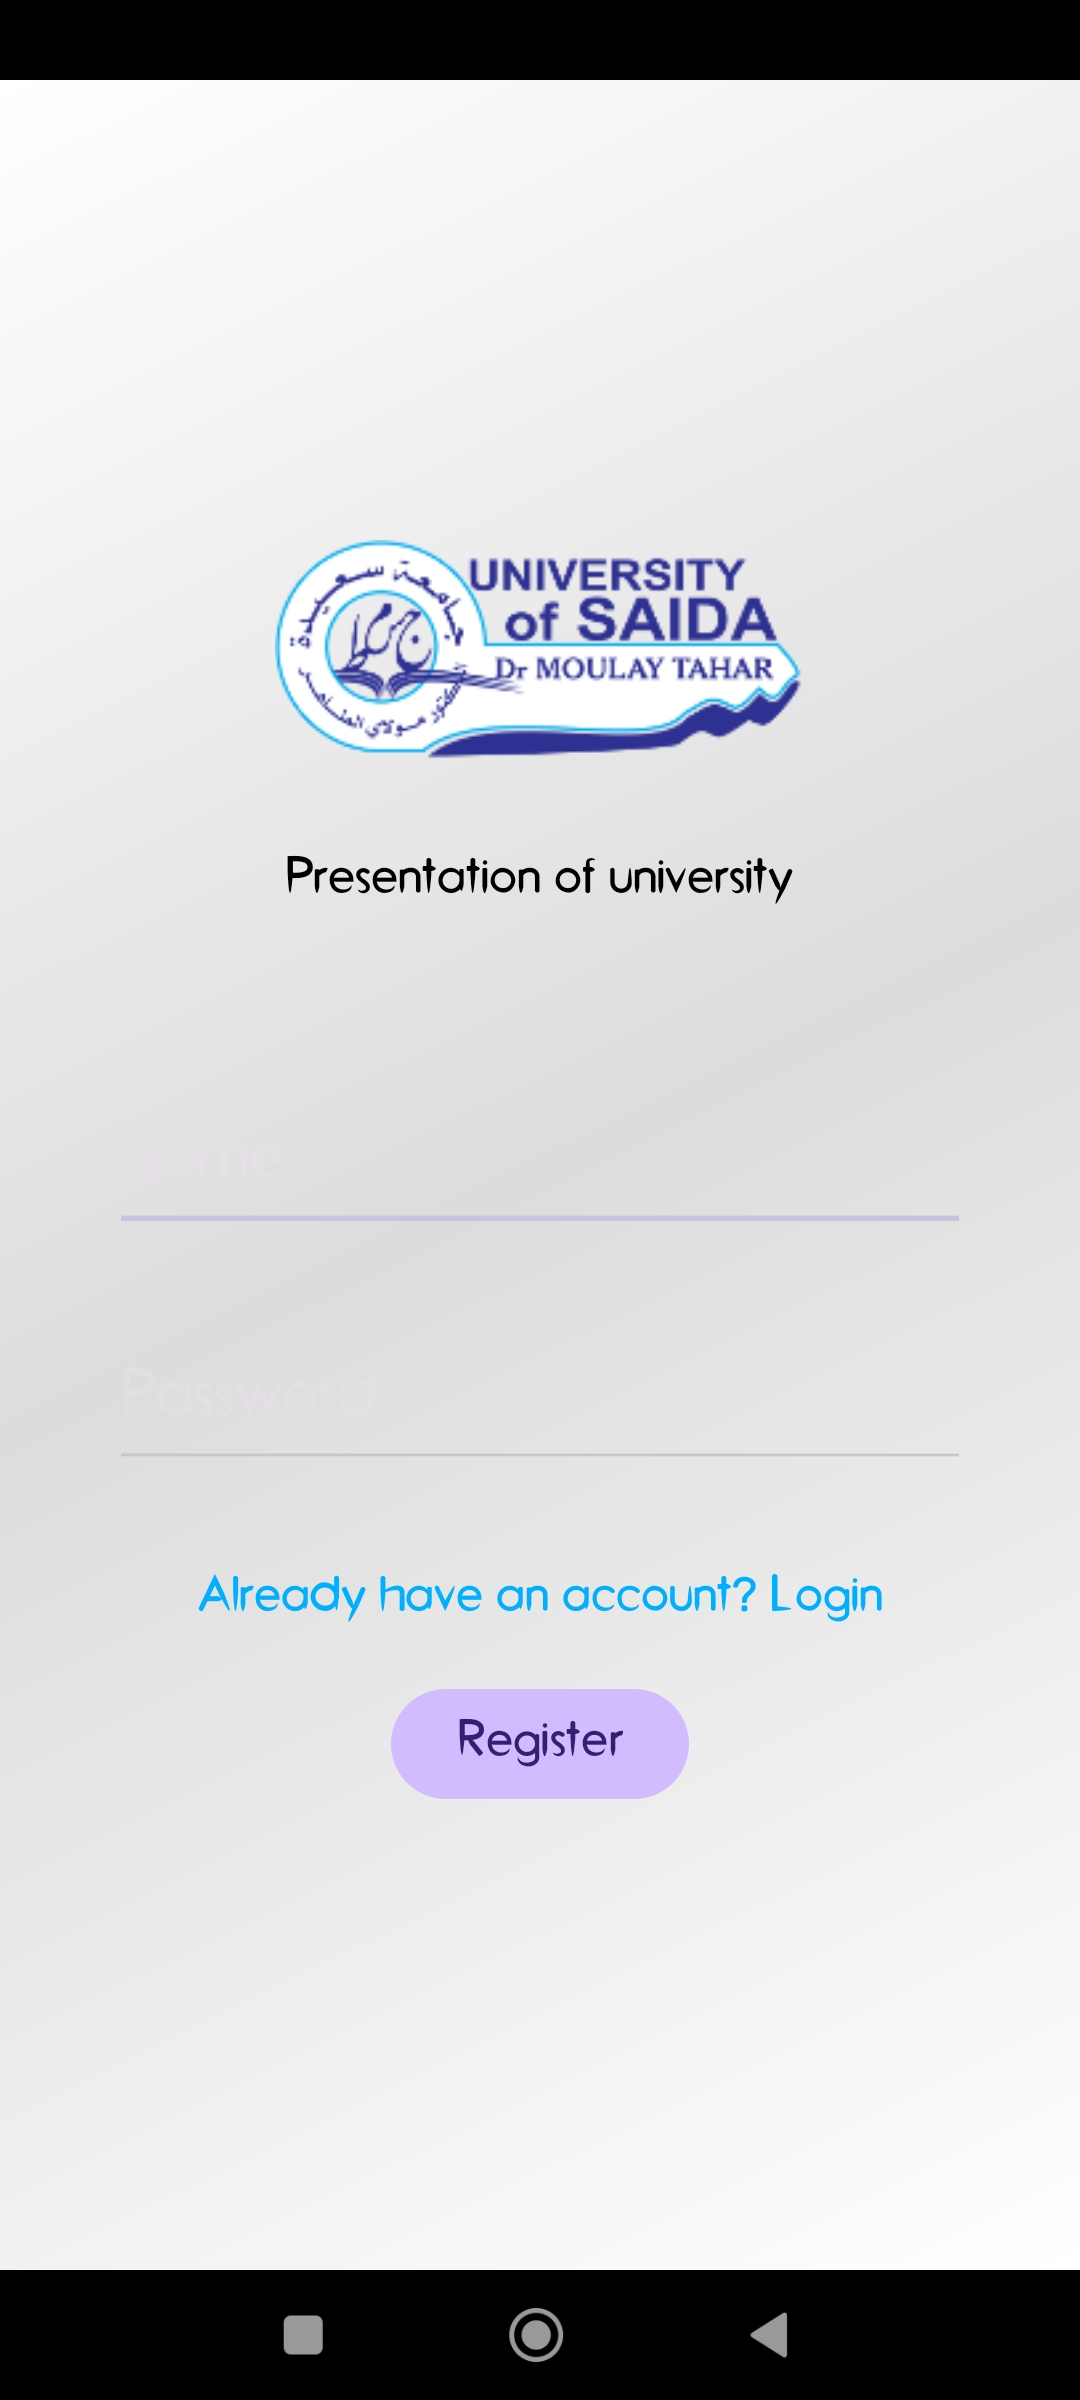 جامعة سعيدة
UNIVERSITY
of SAIDA
Dr MOULAY TAHAR
مولاي الطاهر
Presentation of university
Name
Password
Already have an account? Login
Register